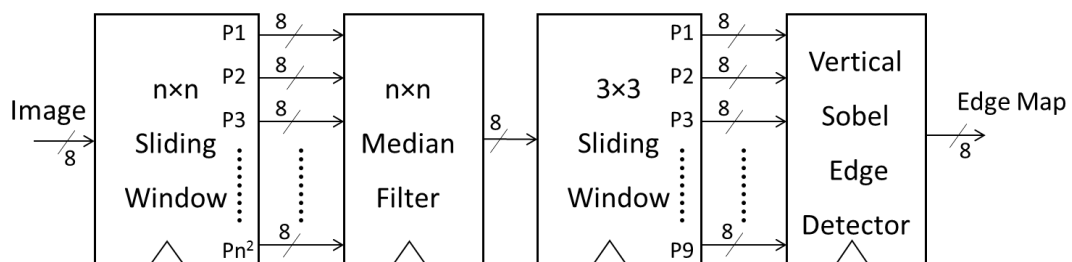 Image
8
n×n
Sliding
Window
P1
P2
P3
Pn²
8
8
8
8
n×n
Median
Filter
8
3×3
Sliding
Window
P1
P2
P3
P9
8
8
8
8
Vertical
Sobel
Edge
Detector
Edge Map
8